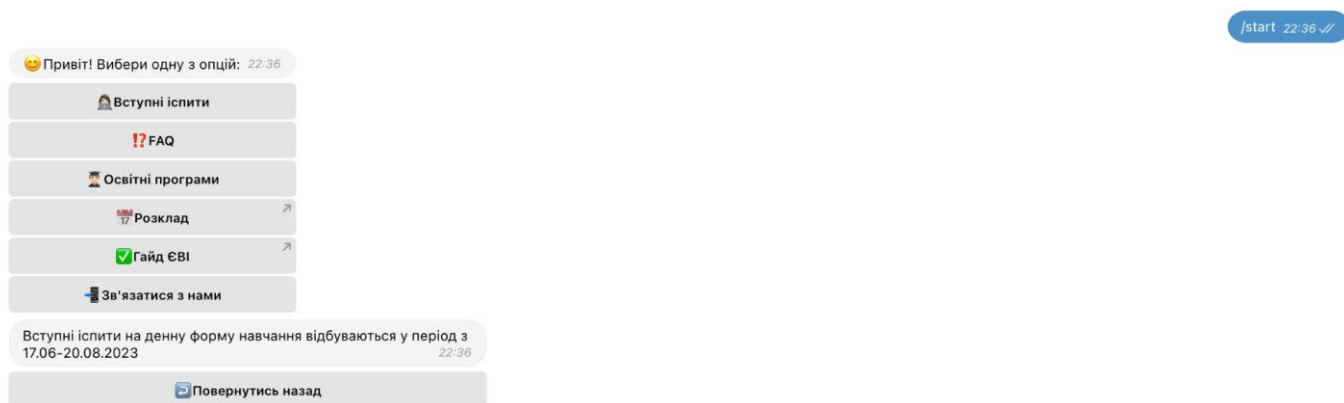 /start 22:36
😊Привіт! Вибери одну з опцій: 22:36
Вступні іспити
⁉️FAQ
Освітні програми
Розклад
Гайд ЄВІ
Зв'язатися з нами
Вступні іспити на денну форму навчання відбуваються у період з
17.06-20.08.2023 22:36
Повернутись назад